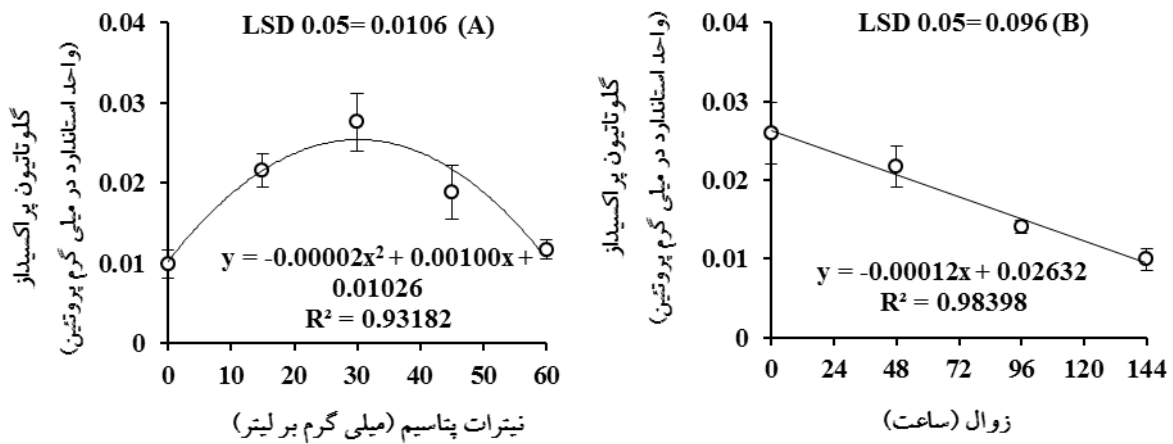 LSD 0.05= 0.0106 (A)
0.04
0.03
0.02
0.01
0
0 10 20 30 40 50 60
y = -0.00002x² + 0.00100x +
0.01026
R² = 0.93182
گلوتاتیون پراکسیداز
(واحد استاندارد در میلی گرم پروتئین)
نیترات پتاسیم (میلی گرم بر لیتر)
LSD 0.05= 0.096 (B)
0.04
0.03
0.02
0.01
0
0 24 48 72 96 120 144
y = -0.00012x + 0.02632
R² = 0.98398
گلوتاتیون پراکسیداز
(واحد استاندارد در میلی گرم پروتئین)
زوال (ساعت)